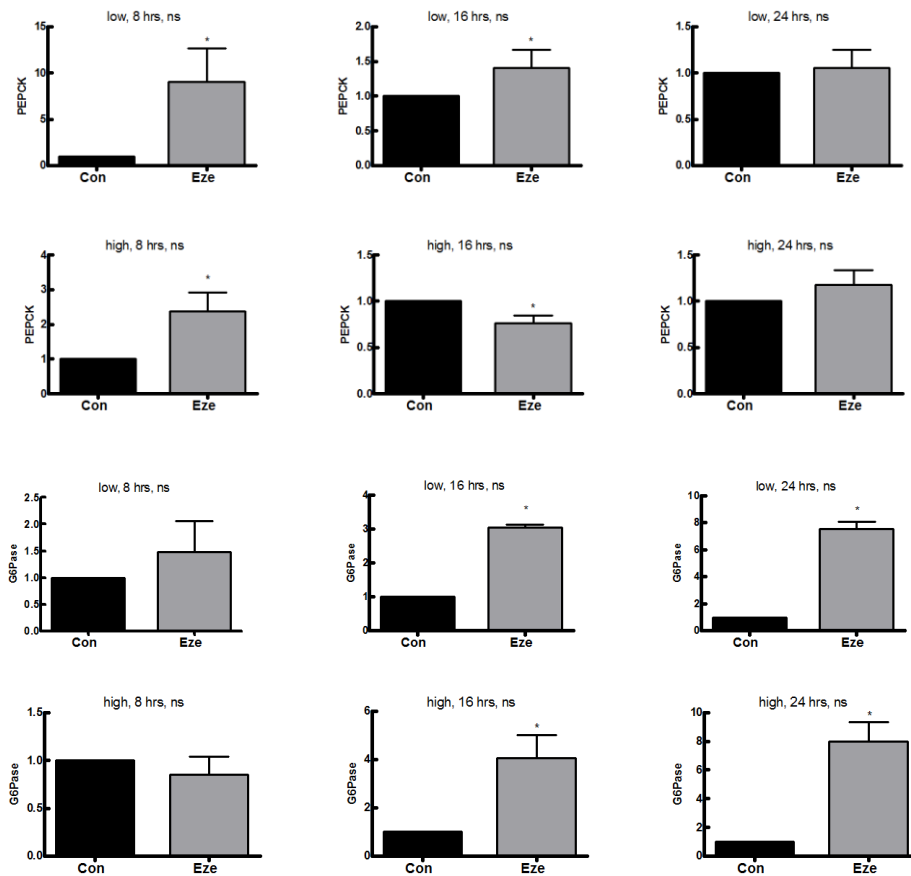 low, 8 hrs, ns
PEPCK
15
10
5
0
*
Con Eze
low, 16 hrs, ns
PEPCK
2.0
1.5
1.0
0.5
0.0
*
Con Eze
low, 24 hrs, ns
PEPCK
1.5
1.0
0.5
0.0
Con Eze
high, 8 hrs, ns
PEPCK
4
3
2
1
0
*
Con Eze
high, 16 hrs, ns
PEPCK
1.5
1.0
0.5
0.0
*
Con Eze
high, 24 hrs, ns
PEPCK
1.5
1.0
0.5
0.0
Con Eze
low, 8 hrs, ns
G6Pase
2.5
2.0
1.5
1.0
0.5
0.0
Con Eze
low, 16 hrs, ns
G6Pase
4
3
2
1
0
*
Con Eze
low, 24 hrs, ns
G6Pase
10
8
6
4
2
0
*
Con Eze
high, 8 hrs, ns
G6Pase
1.5
1.0
0.5
0.0
Con Eze
high, 16 hrs, ns
G6Pase
6
4
2
0
*
Con Eze
high, 24 hrs, ns
G6Pase
10
8
6
4
2
0
*
Con Eze